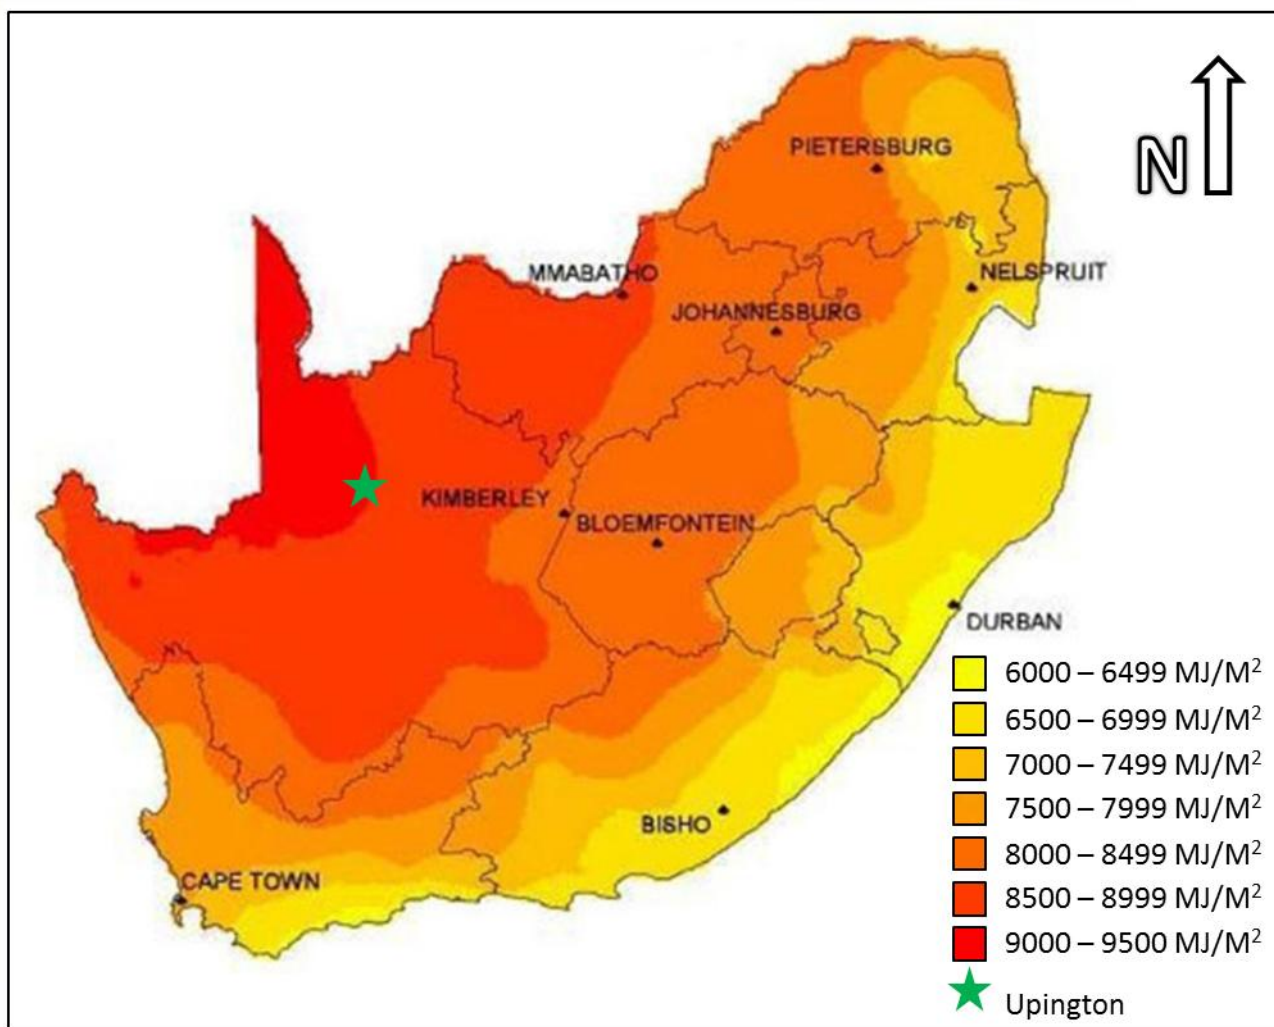 PIETERSBURG
N
MMABATHO
NELSPRUIT
JOHANNESBURG
KIMBERLEY
BLOEMFONTEIN
DURBAN
6000 – 6499 MJ/M²
6500 – 6999 MJ/M²
7000 – 7499 MJ/M²
7500 – 7999 MJ/M²
BISHO
8000 – 8499 MJ/M²
CAPE TOWN
8500 – 8999 MJ/M²
9000 – 9500 MJ/M²
Upington